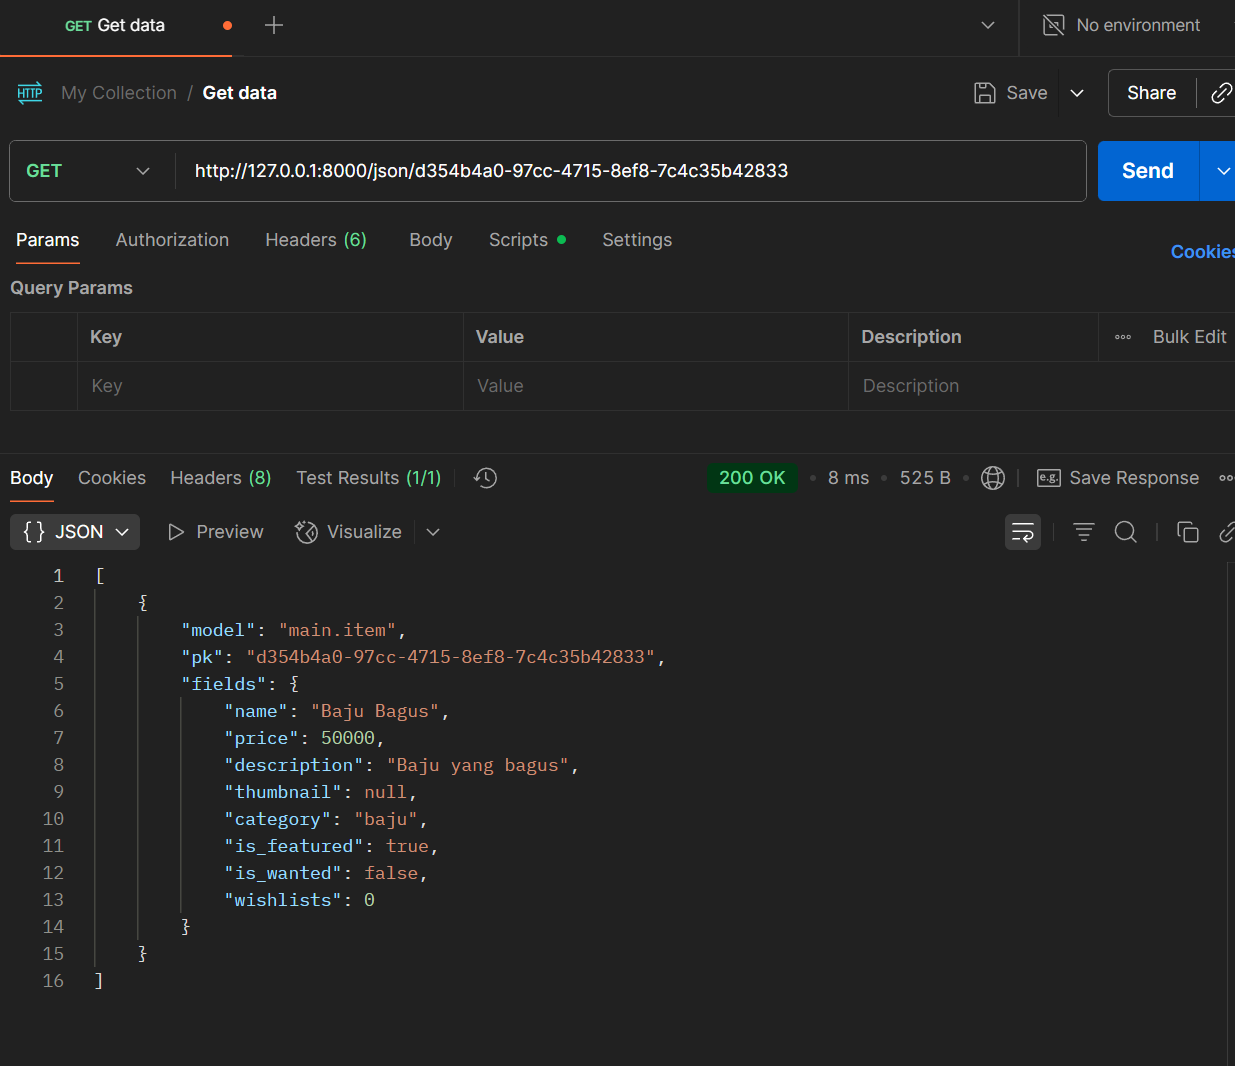 GET Get data
No environment
HTTP My Collection / Get data
Save
Share
GET
http://127.0.0.1:8000/json/d354b4a0-97cc-4715-8ef8-7c4c35b42833
Send
Params Authorization Headers (6) Body Scripts Settings
Cookies
Query Params
Key Value Description Bulk Edit
Key Value Description
Body Cookies Headers (8) Test Results (1/1) 200 OK • 8 ms • 525 B • e.g. Save Response
{} JSON Preview Visualize
1 [
2 {
3 "model": "main.item",
4 "pk": "d354b4a0-97cc-4715-8ef8-7c4c35b42833",
5 "fields": {
6 "name": "Baju Bagus",
7 "price": 50000,
8 "description": "Baju yang bagus",
9 "thumbnail": null,
10 "category": "baju",
11 "is_featured": true,
12 "is_wanted": false,
13 "wishlists": 0
14 }
15 }
16 ]